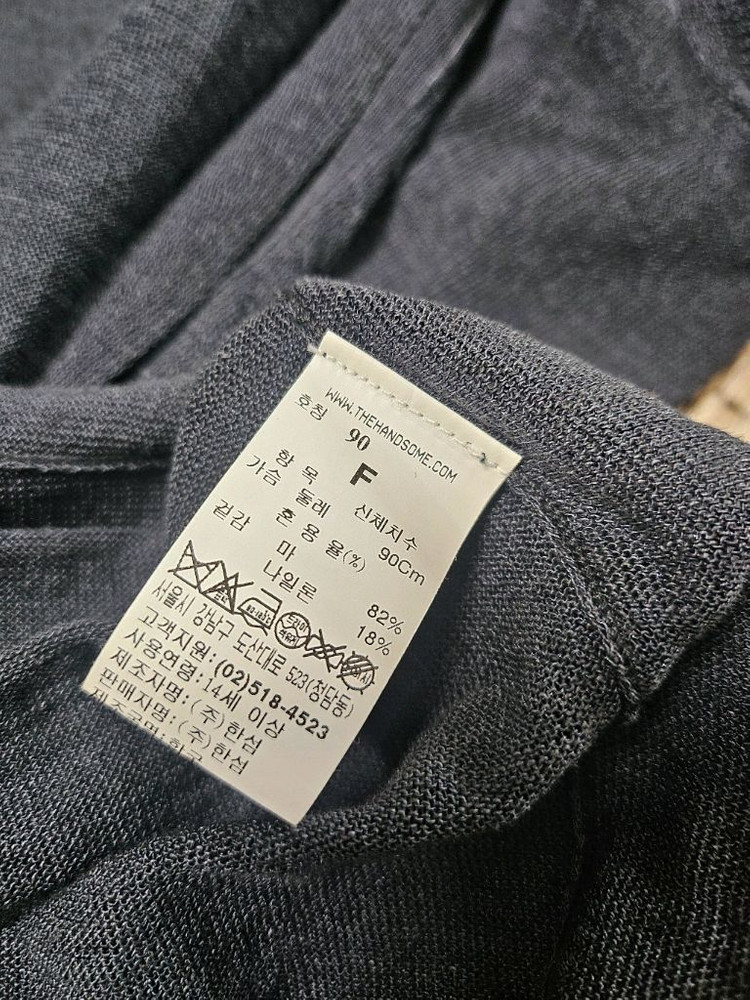 WWW.THEHANDSOME.COM
호칭 90 F
항 목 신체치수
가슴 둘레 90Cm
겉감 혼 용 율(%)
마 82%
나일론 18%
서울시 강남구 도산대로 523(청담동)
고객지원:(02)518-4523
사용연령:14세 이상
제조자명:(주)한섬
판매자명:(주)한섬